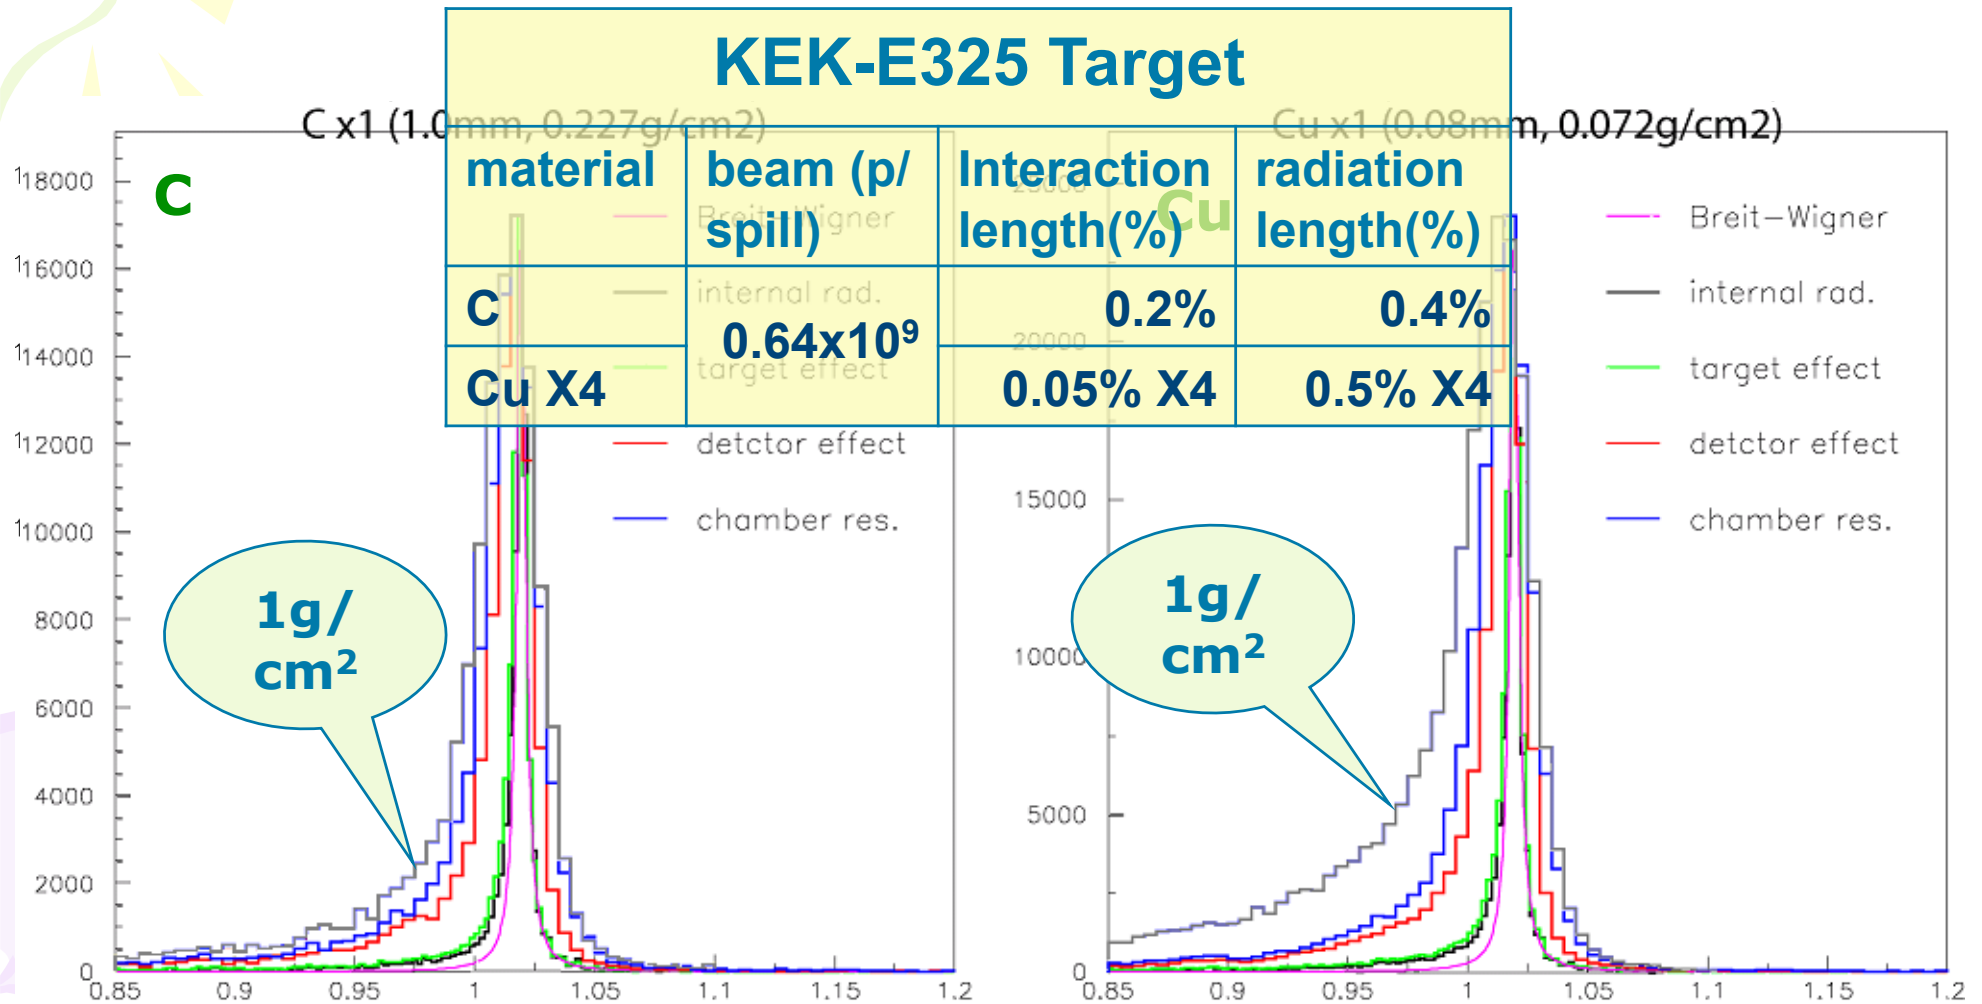 KEK-E325 Target
C x1 (1.0mm, 0.227g/cm2)
Cu x1 (0.08mm, 0.072g/cm2)
material
beam (p/
spill)
Interaction
length(%)
radiation
length(%)
C
0.64x10⁹
0.2%
0.4%
Cu X4
0.05% X4
0.5% X4
C
18000
16000
14000
12000
10000
8000
6000
4000
2000
0
Breit-Wigner
internal rad.
target effect
detctor effect
chamber res.
1g/
cm²
0.85 0.9 0.95 1 1.05 1.1 1.15 1.2
Cu
25000
20000
15000
10000
5000
0
Breit-Wigner
internal rad.
target effect
detctor effect
chamber res.
1g/
cm²
0.85 0.9 0.95 1 1.05 1.1 1.15 1.2